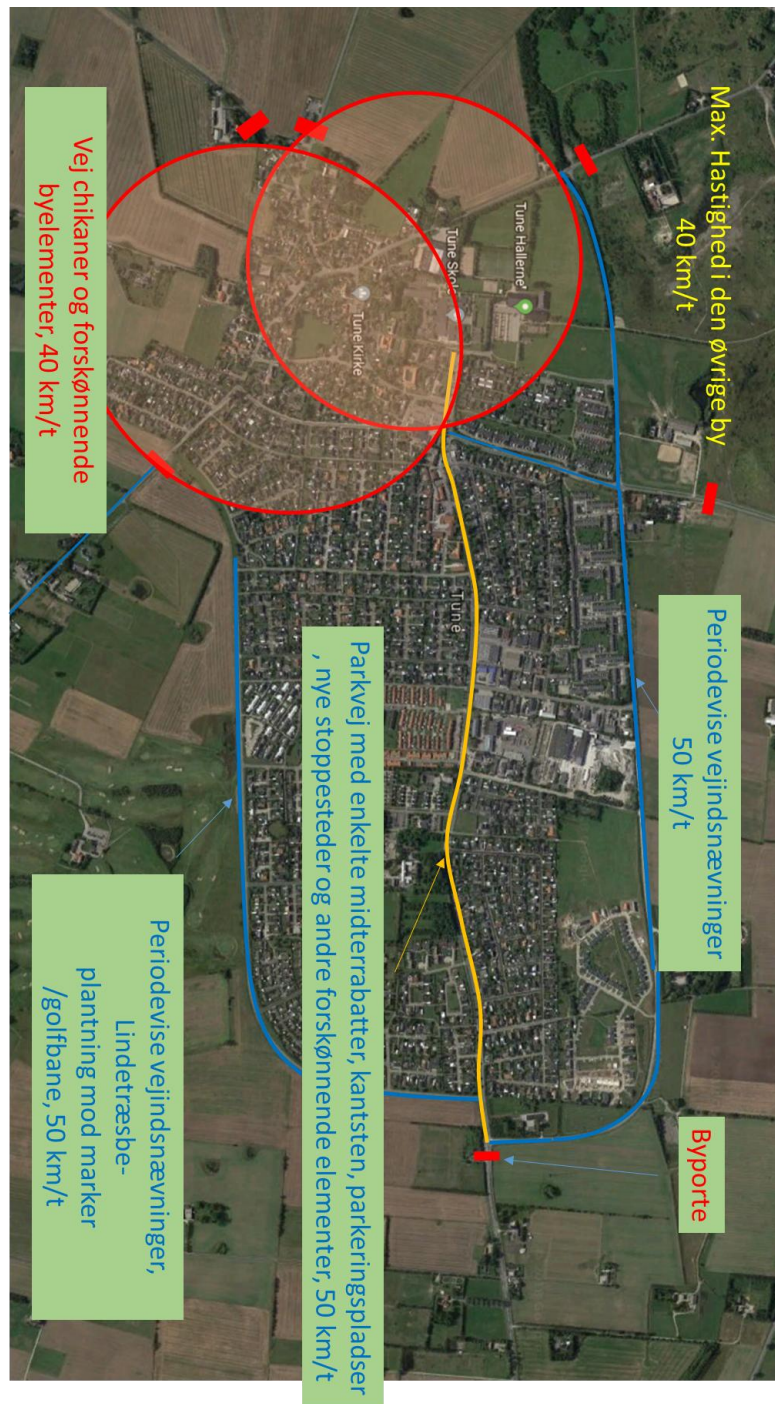 Max. Hastighed i den øvrige by
40 km/t
Periodevise vejindsnævninger
50 km/t
Byporte
Tune Hallerne
Tune Skole
Tune
Tune Kirke
Parkvej med enkelte midterrabatter, kantsten, parkeringspladser
, nye stoppesteder og andre forskønnende elementer, 50 km/t
Vej chikaner og forskønnende
byelementer, 40 km/t
Periodevise vejindsnævninger,
Lindetræsbe-
plantning mod marker
/golfbane, 50 km/t